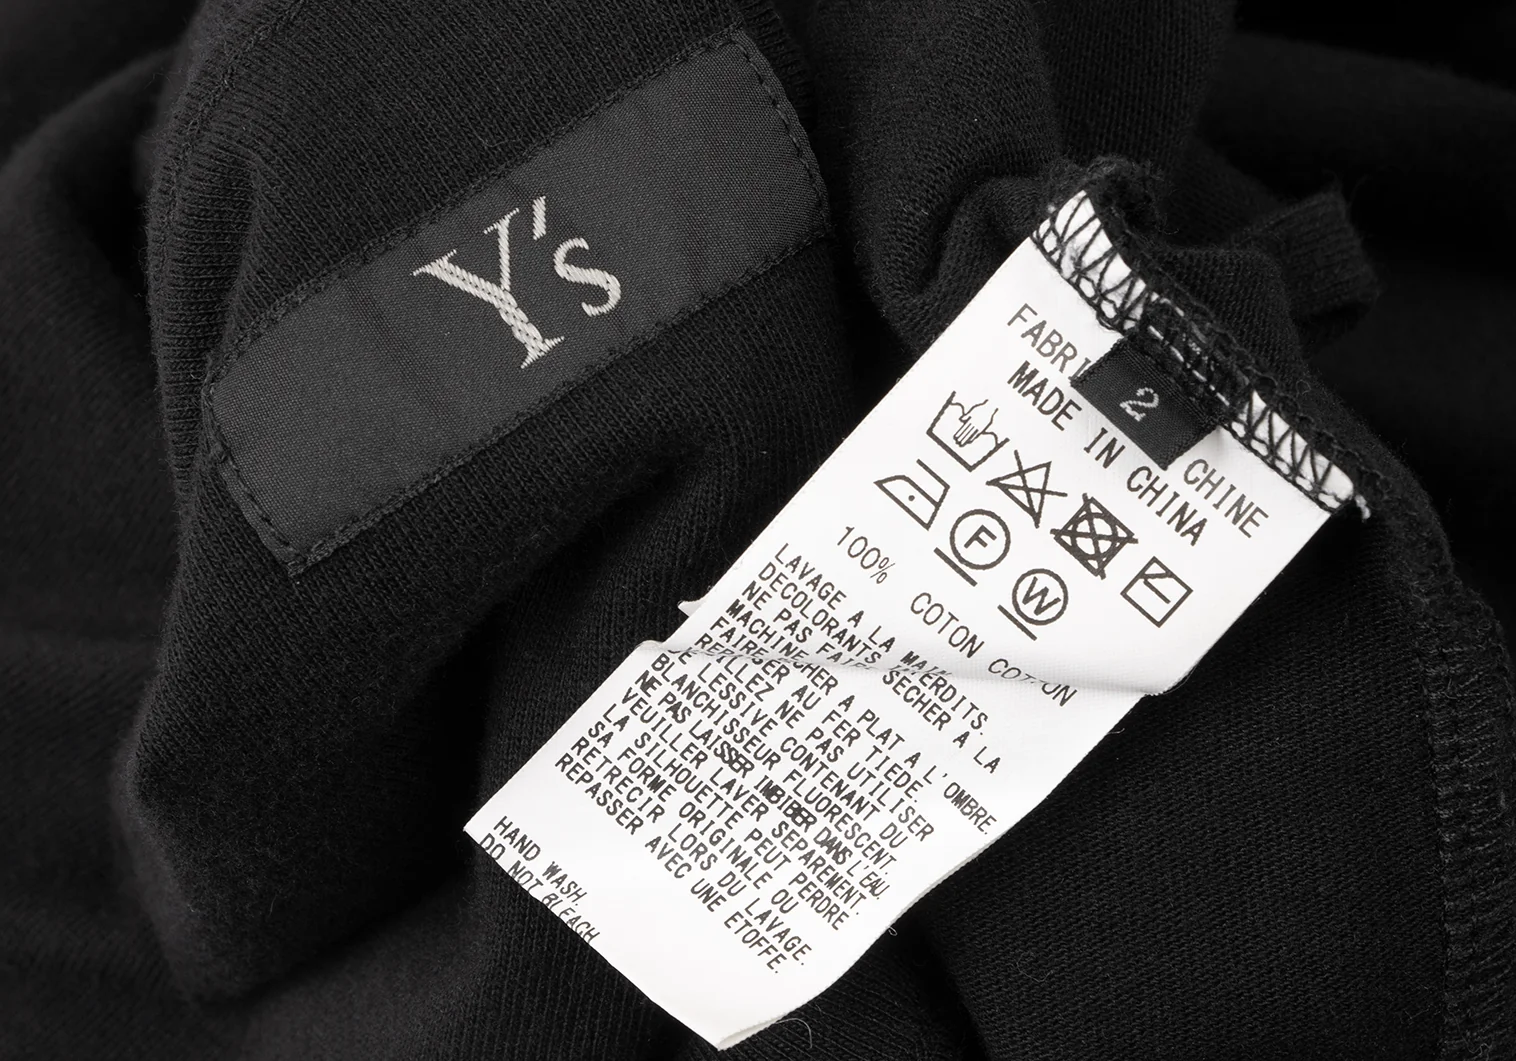 Y's
2
FABRI CHINE
MADE IN CHINA
F
W
100% COTON COTTON
LAVAGE A LA
DECOLORANTS INTERDITS.
NE PAS FAIRE SECHER A LA
MACHINE.
SECHER A PLAT A L'OMBRE.
REPASSER AU FER TIEDE.
VEUILLEZ NE PAS UTILISER
DE LESSIVE CONTENANT DU
BLANCHISSEUR FLUORESCENT.
NE PAS LAISSER IMBIBER DANS L'EAU.
VEUILLER LAVER SEPAREMENT.
LA SILHOUETTE PEUT PERDRE
SA FORME ORIGINALE OU
RETRECIR LORS DU LAVAGE.
REPASSER AVEC UNE ETOFFE.
HAND WASH.
DO NOT BLEACH